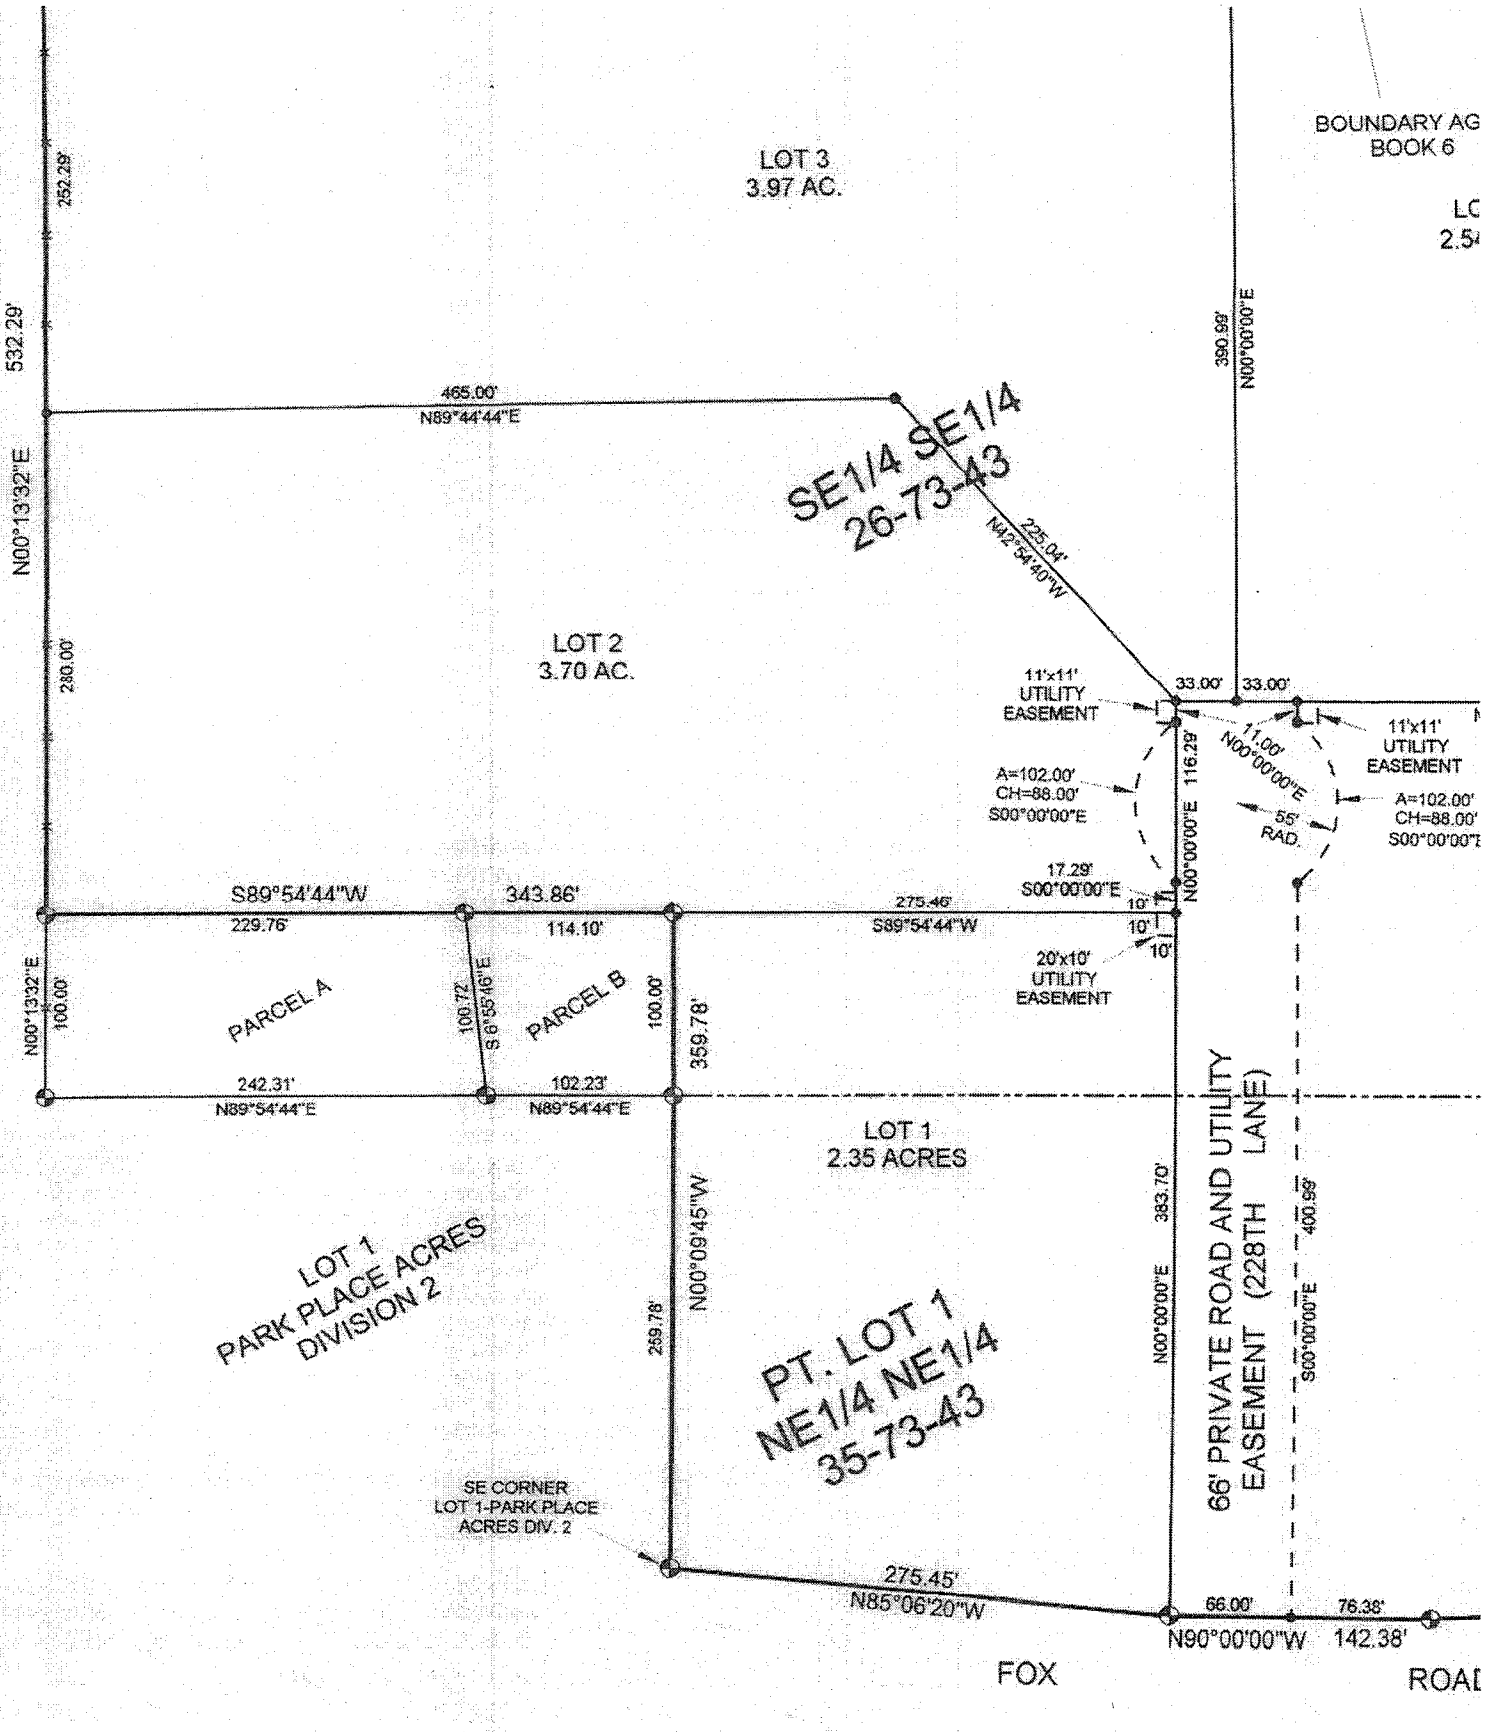 BOUNDARY AG
BOOK 6
LOT 3
3.97 AC.
252.29'
LO
2.54
532.29'
390.99'
N00°00'00"E
465.00'
N89°44'44"E
SE1/4 SE1/4
26-73-43
N00°13'32"E
225.04'
N42°54'40"W
LOT 2
3.70 AC.
280.00'
11'x11'
UTILITY
EASEMENT
33.00'
33.00'
11.00'
N00°00'00"E
11'x11'
UTILITY
EASEMENT
116.29'
N00°00'00"E
A=102.00'
CH=88.00'
S00°00'00"E
55'
RAD.
A=102.00'
CH=88.00'
S00°00'00"E
17.29'
S00°00'00"E
S89°54'44"W
343.86'
229.76'
114.10'
275.46'
S89°54'44"W
10'
10'
10'
20'x10'
UTILITY
EASEMENT
N00°13'32"E
100.00'
PARCEL A
100.72'
S 6°55'46"E
PARCEL B
100.00'
359.78'
242.31'
N89°54'44"E
102.23'
N89°54'44"E
LOT 1
2.35 ACRES
66' PRIVATE ROAD AND UTILITY
EASEMENT (228TH LANE)
383.70'
N00°00'00"E
400.99'
S00°00'00"E
LOT 1
PARK PLACE ACRES
DIVISION 2
N00°09'45"W
259.78'
PT. LOT 1
NE1/4 NE1/4
35-73-43
SE CORNER
LOT 1-PARK PLACE
ACRES DIV. 2
275.45'
N85°06'20"W
66.00'
76.38'
N90°00'00"W
142.38'
FOX
ROAD